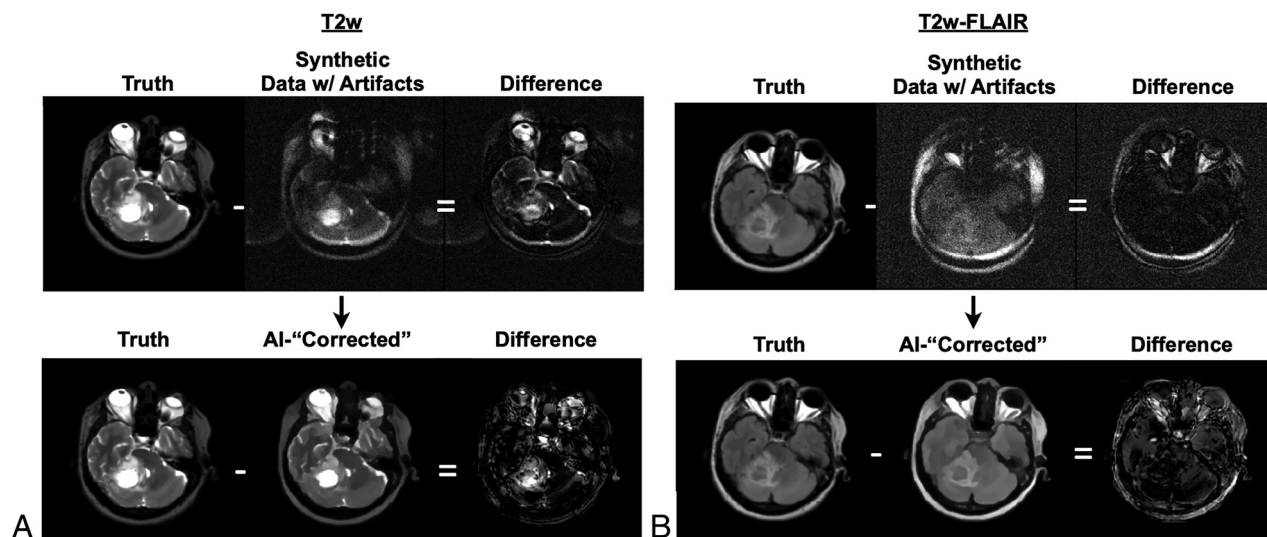 T2w
Synthetic
Truth Data w/ Artifacts Difference
- =
Truth AI-“Corrected” Difference
- =
A
T2w-FLAIR
Synthetic
Truth Data w/ Artifacts Difference
- =
Truth AI-“Corrected” Difference
- =
B